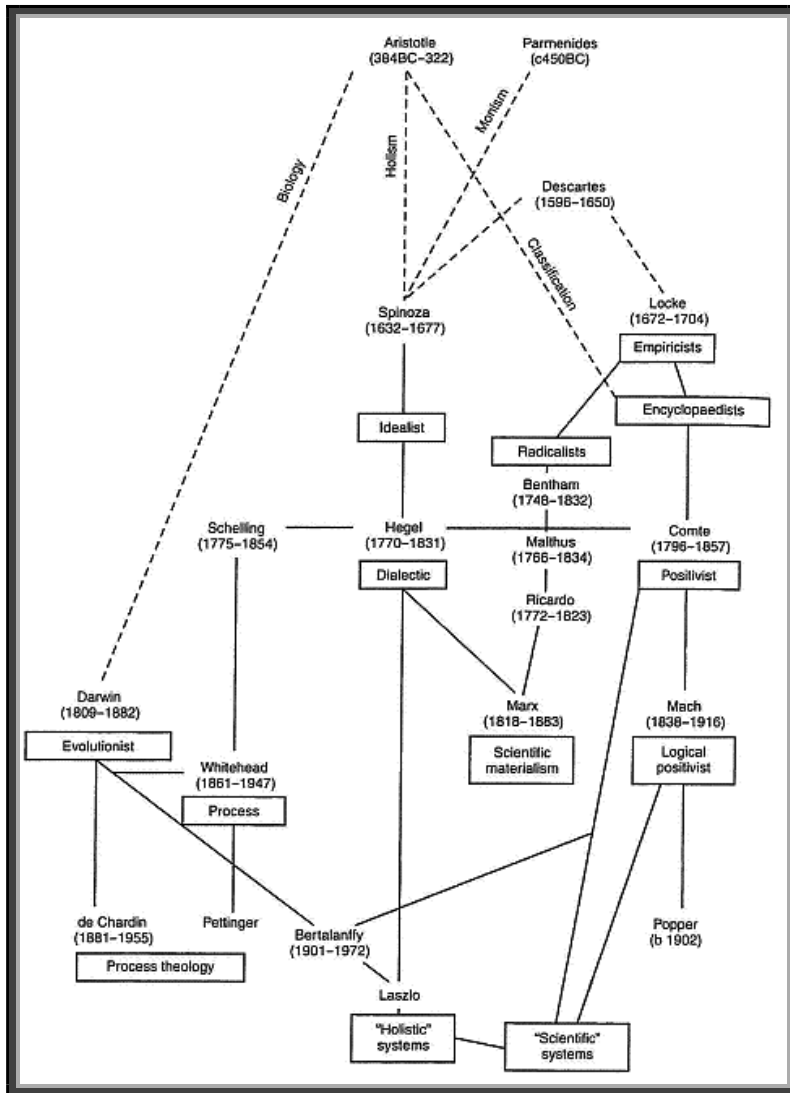 Aristotle
(384BC–322)
Parmenides
(c450BC)
Monism
Holism
Biology
Descartes
(1596–1650)
Classification
Spinoza
(1632–1677)
Locke
(1672–1704)
Empiricists
Encyclopaedists
Idealist
Radicalists
Bentham
(1748–1832)
Schelling
(1775–1854)
Hegel
(1770–1831)
Malthus
(1766–1834)
Comte
(1796–1857)
Dialectic
Positivist
Ricardo
(1772–1823)
Darwin
(1809–1882)
Marx
(1818–1883)
Mach
(1838–1916)
Evolutionist
Scientific
materialism
Logical
positivist
Whitehead
(1861–1947)
Process
de Chardin
(1881–1955)
Pettinger
Bertalanffy
(1901–1972)
Popper
(b 1902)
Process theology
Laszlo
"Holistic"
systems
"Scientific"
systems